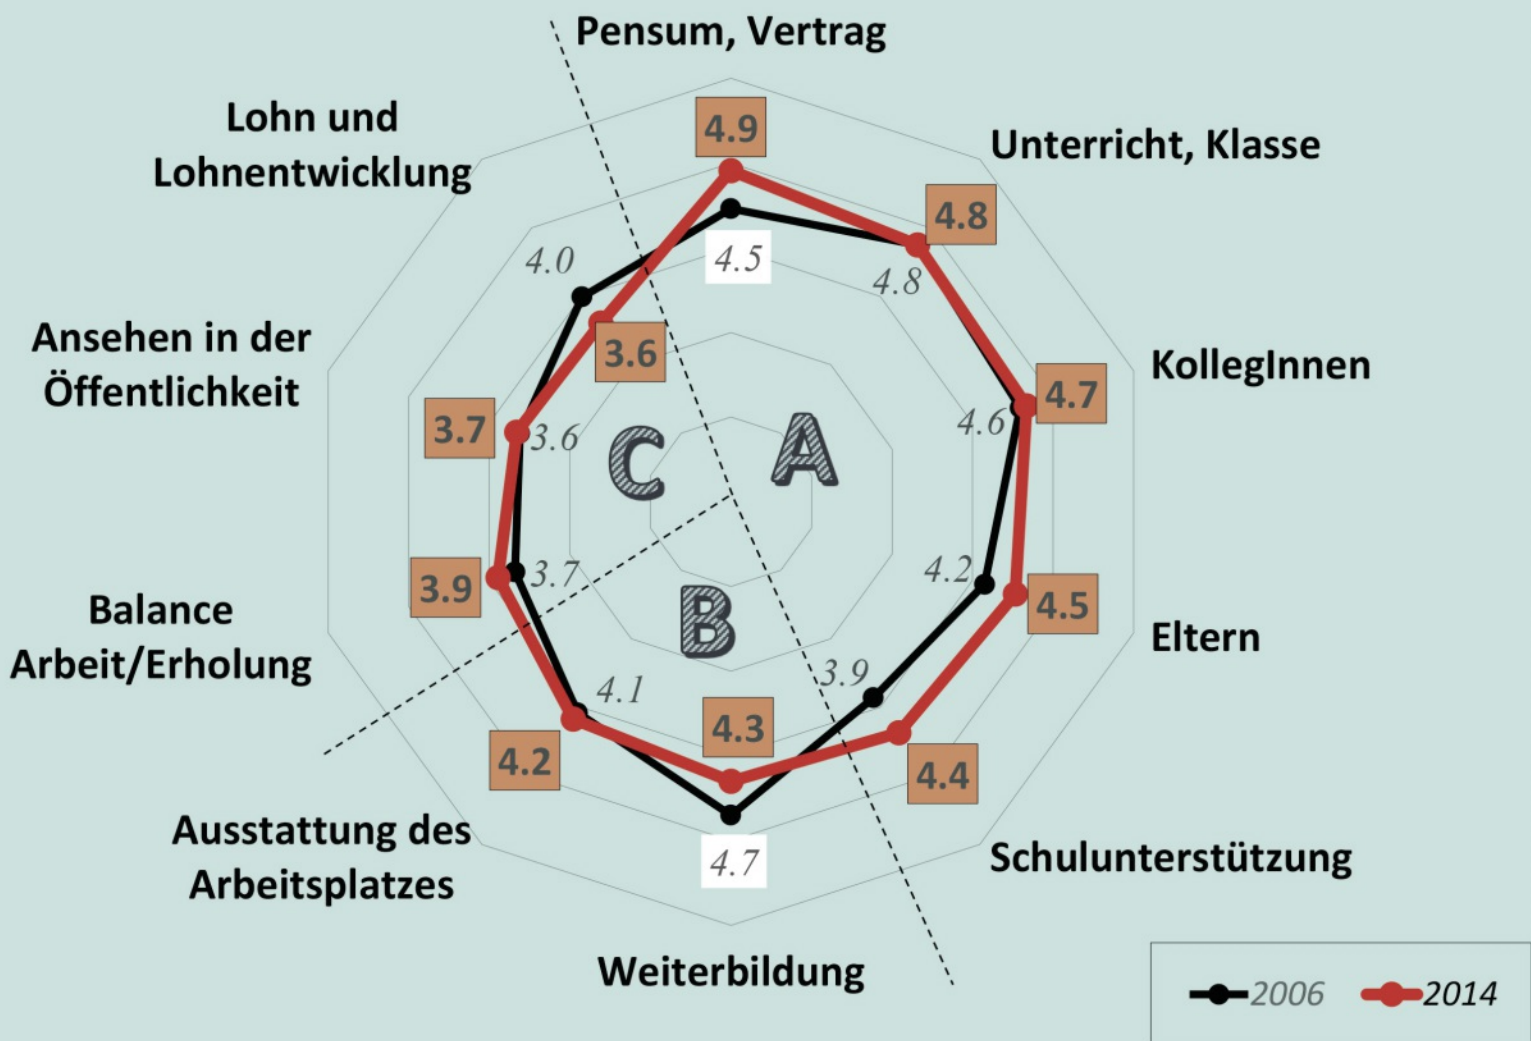 Pensum, Vertrag
Lohn und
Lohnentwicklung
4.9
Unterricht, Klasse
4.8
4.0
4.5
4.8
Ansehen in der
Öffentlichkeit
3.6
KollegInnen
4.7
3.7
3.6
4.6
C
A
3.9
3.7
4.2
4.5
Balance
Arbeit/Erholung
B
Eltern
4.1
3.9
4.3
4.2
4.4
Ausstattung des
Arbeitsplatzes
4.7
Schulunterstützung
Weiterbildung
2006
2014